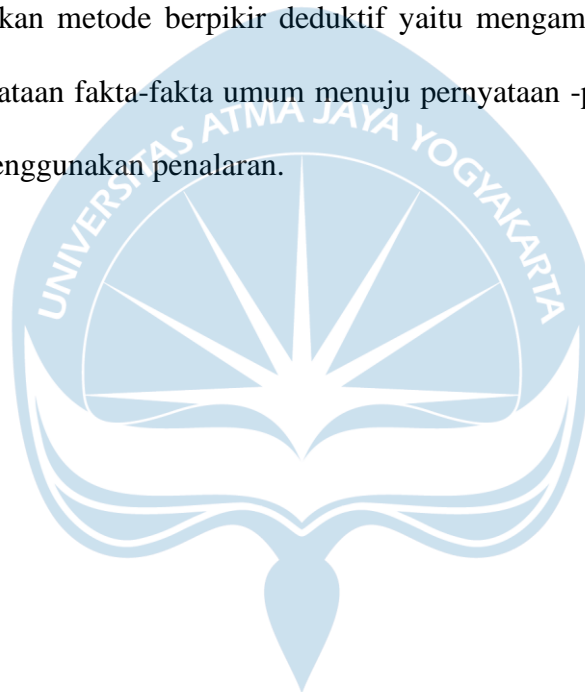 kan metode berpikir deduktif yaitu mengam
ataan fakta-fakta umum menuju pernyataan -p
enggunakan penalaran.
UNIVERSITAS ATMA JAYA YOGYAKARTA